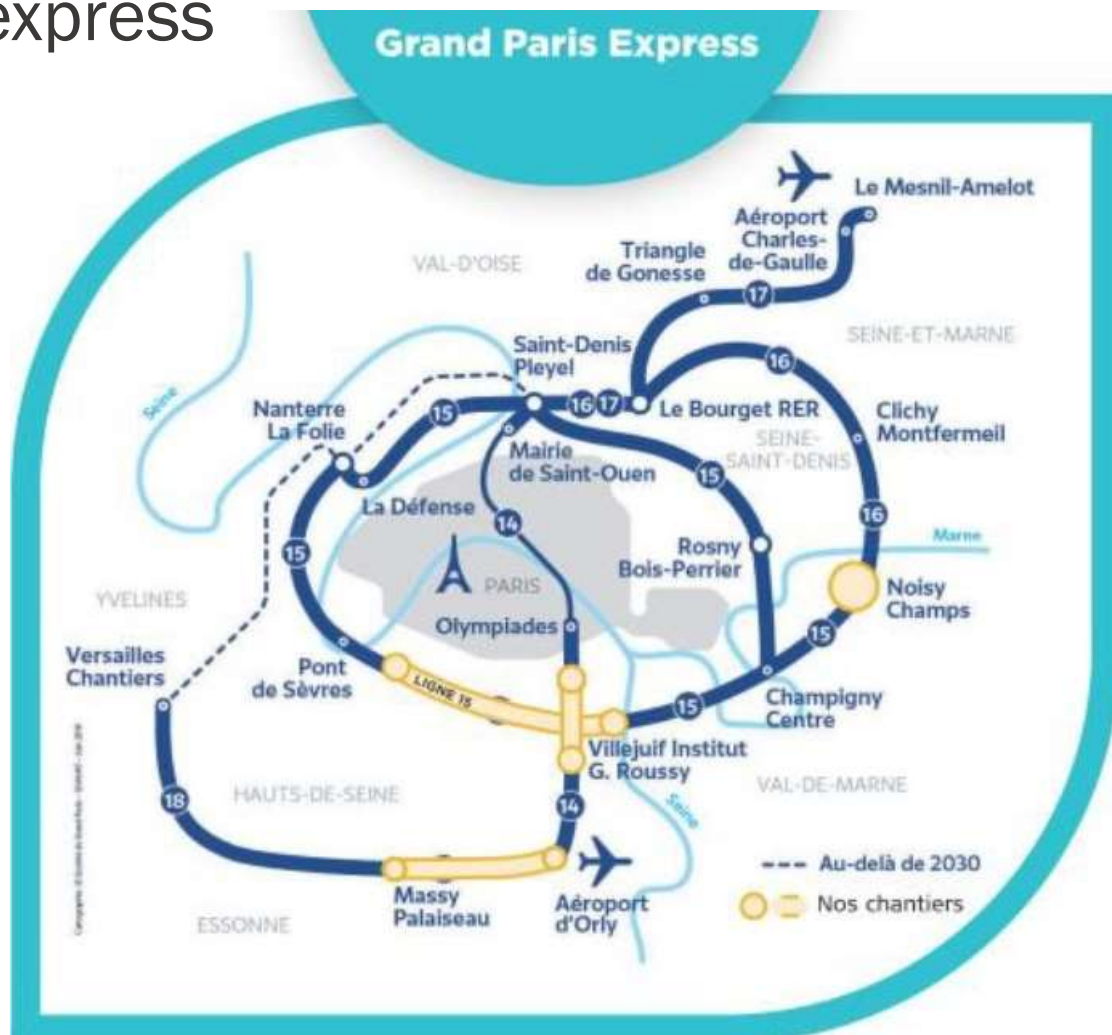 express
Grand Paris Express
Le Mesnil-Amelot
Aéroport
Charles-
de-Gaulle
Triangle
de Gonesse
VAL-D'OISE
17
SEINE-ET-MARNE
Saint-Denis
Pleyel
16
Seine
Nanterre
La Folie
15
16
17
Le Bourget RER
Clichy
Montfermeil
SEINE-
SAINT-DENIS
Mairie
de Saint-Ouen
15
La Défense
14
16
Marne
15
Rosny
Bois-Perrier
PARIS
YVELINES
Noisy
Champs
Olympiades
15
Versailles
Chantiers
Pont
de Sèvres
LIGNE 15
15
Champigny
Centre
Villejuif Institut
G. Roussy
VAL-DE-MARNE
18
HAUTS-DE-SEINE
14
Seine
Au-delà de 2030
Massy
Palaiseau
Aéroport
d'Orly
Nos chantiers
ESSONNE